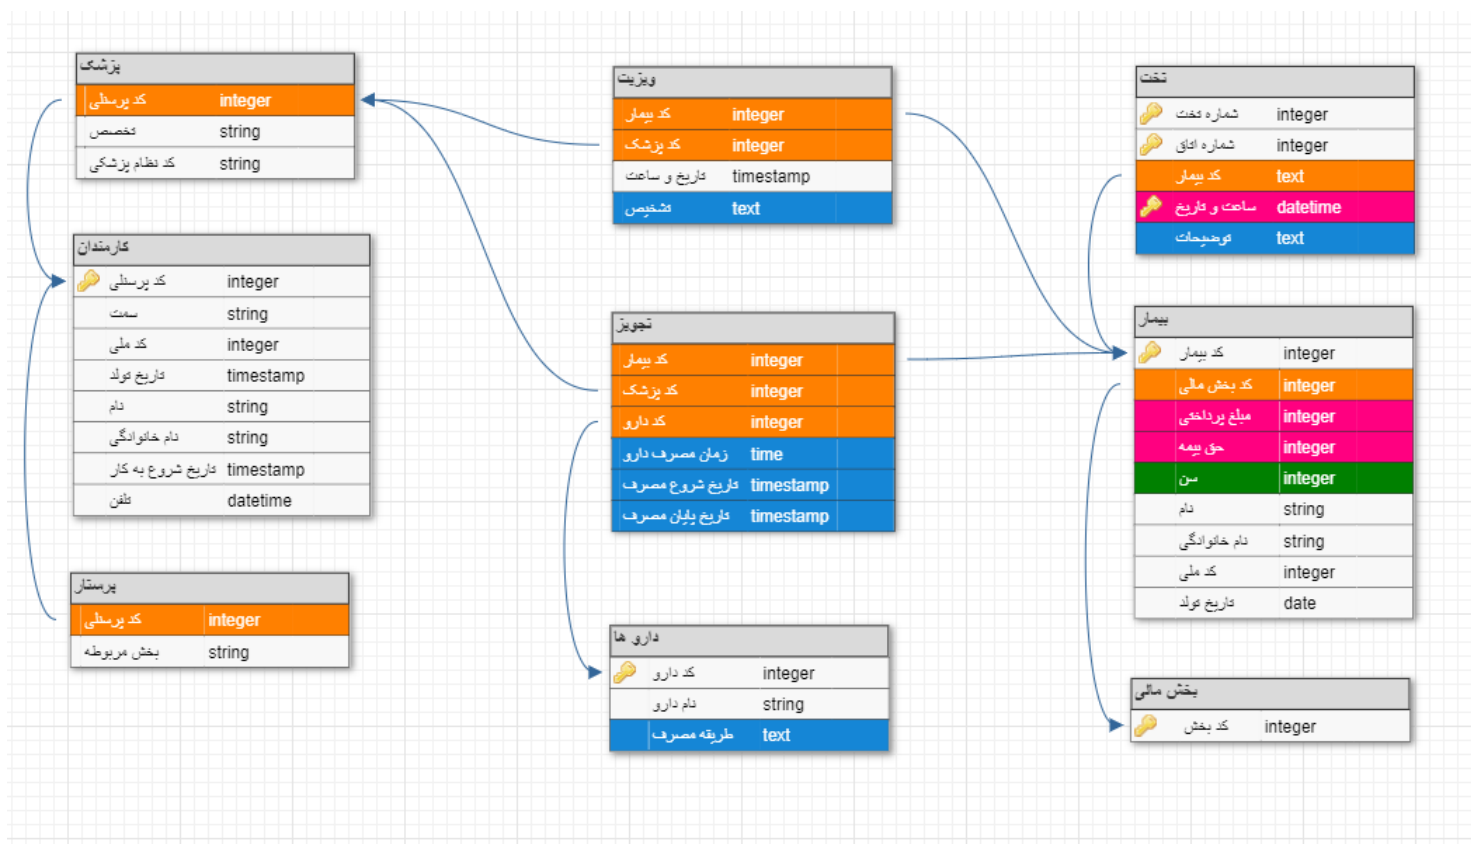 پزشک
کد پرسنلی integer
تخصص string
کد نظام پزشکی string
کارمندان
کد پرسنلی integer
سمت string
کد ملی integer
تاریخ تولد timestamp
نام string
نام خانوادگی string
تاریخ شروع به کار timestamp
تلفن datetime
پرستار
کد پرسنلی integer
بخش مربوطه string
ویزیت
کد بیمار integer
کد پزشک integer
تاریخ و ساعت timestamp
تشخیص text
تجویز
کد بیمار integer
کد پزشک integer
کد دارو integer
زمان مصرف دارو time
تاریخ شروع مصرف timestamp
تاریخ پایان مصرف timestamp
دارو ها
کد دارو integer
نام دارو string
طریقه مصرف text
تخت
شماره تخت integer
شماره اتاق integer
کد بیمار text
ساعت و تاریخ datetime
توضیحات text
بیمار
کد بیمار integer
کد بخش مالی integer
مبلغ پرداختی integer
حق بیمه integer
سن integer
نام string
نام خانوادگی string
کد ملی integer
تاریخ تولد date
بخش مالی
کد بخش integer